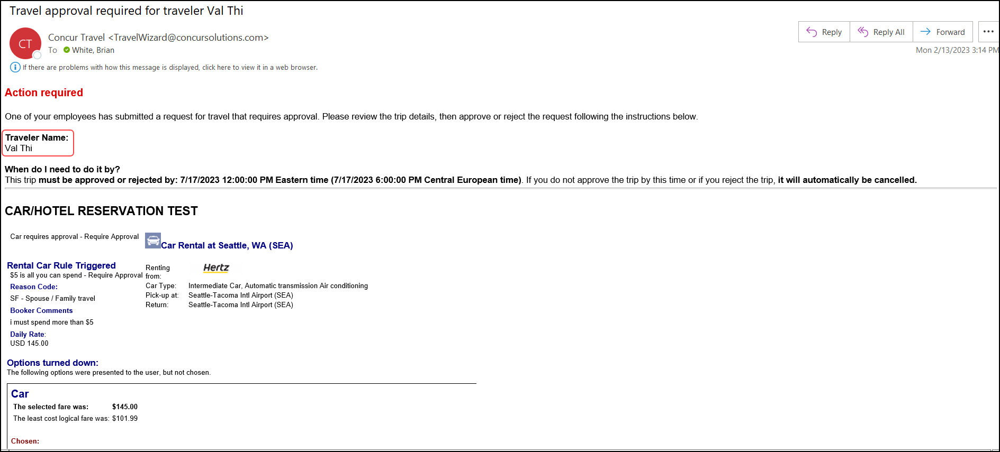 Travel approval required for traveler Val Thi
CT
Concur Travel <TravelWizard@concursolutions.com>
To White, Brian
Reply
Reply All
Forward
Mon 2/13/2023 3:14 PM
If there are problems with how this message is displayed, click here to view it in a web browser.
Action required
One of your employees has submitted a request for travel that requires approval. Please review the trip details, then approve or reject the request following the instructions below.
Traveler Name:
Val Thi
When do I need to do it by?
This trip must be approved or rejected by: 7/17/2023 12:00:00 PM Eastern time (7/17/2023 6:00:00 PM Central European time). If you do not approve the trip by this time or if you reject the trip, it will automatically be cancelled.
CAR/HOTEL RESERVATION TEST
Car requires approval - Require Approval
Car Rental at Seattle, WA (SEA)
Rental Car Rule Triggered
$5 is all you can spend - Require Approval
Reason Code:
SF - Spouse / Family travel
Booker Comments
i must spend more than $5
Daily Rate:
USD 145.00
Renting from: Hertz
Car Type: Intermediate Car, Automatic transmission Air conditioning
Pick-up at: Seattle-Tacoma Intl Airport (SEA)
Return: Seattle-Tacoma Intl Airport (SEA)
Options turned down:
The following options were presented to the user, but not chosen.
Car
The selected fare was: $145.00
The least cost logical fare was: $101.99
Chosen: